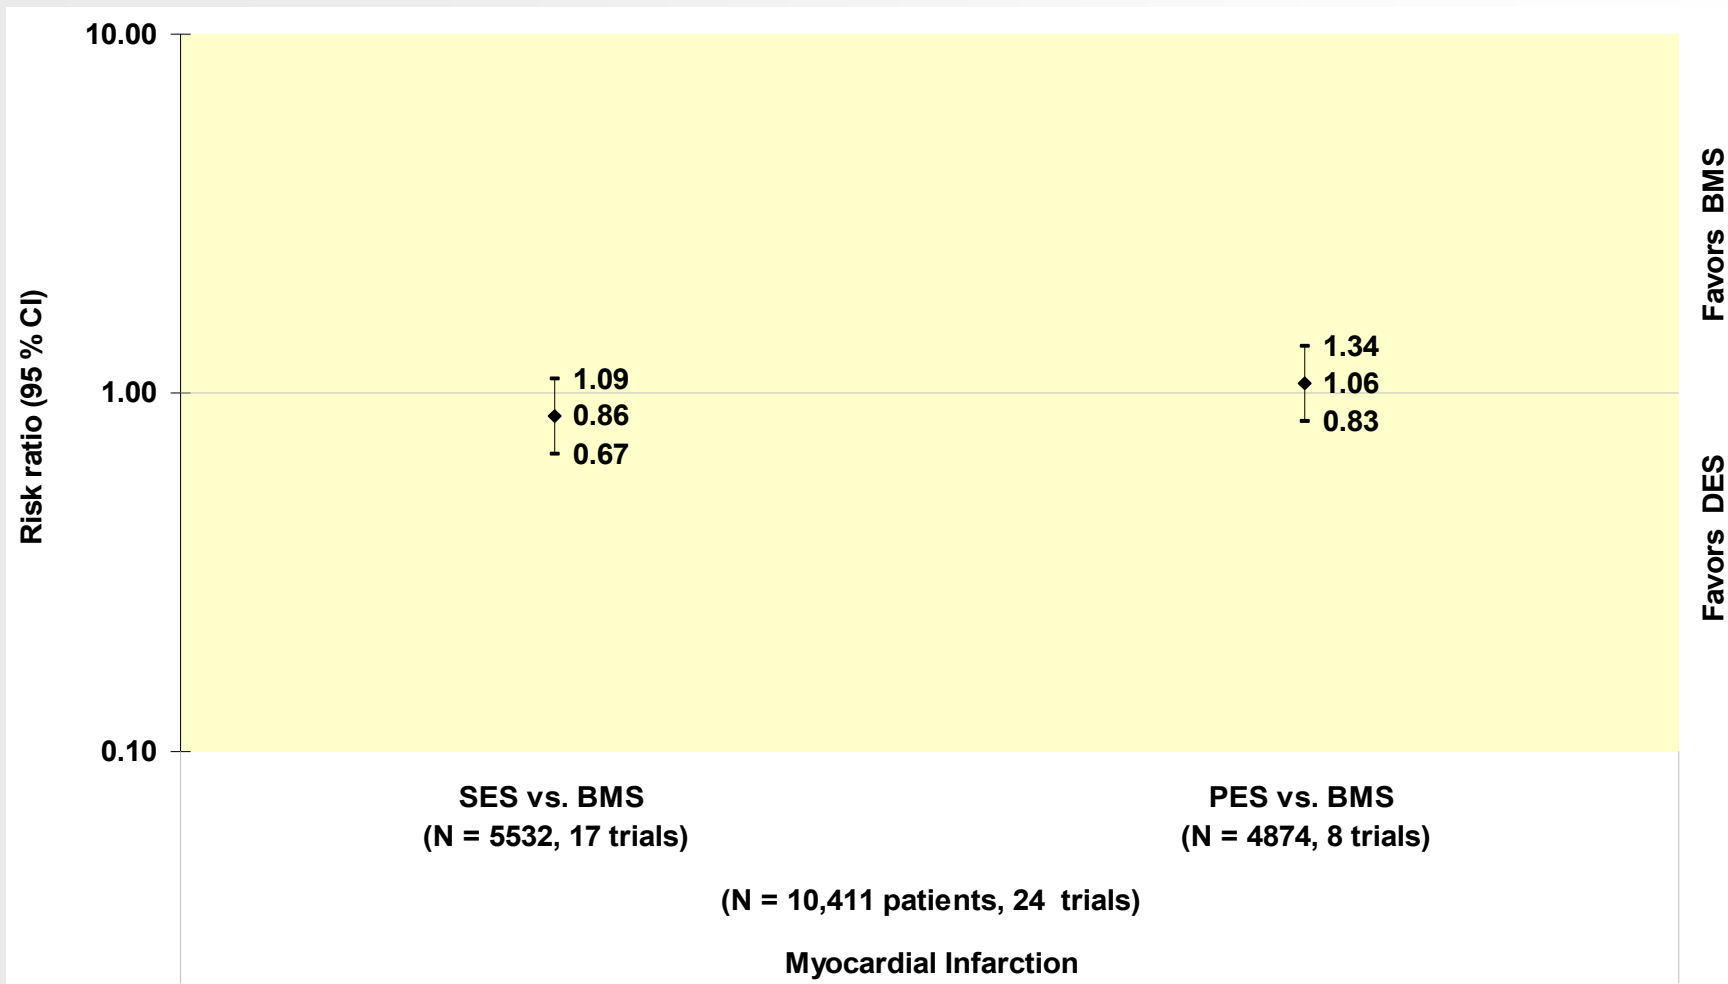 10.00
1.00
0.10
Risk ratio (95 % CI)
1.09
0.86
0.67
1.34
1.06
0.83
Favors BMS
Favors DES
SES vs. BMS
(N = 5532, 17 trials)
PES vs. BMS
(N = 4874, 8 trials)
(N = 10,411 patients, 24 trials)
Myocardial Infarction